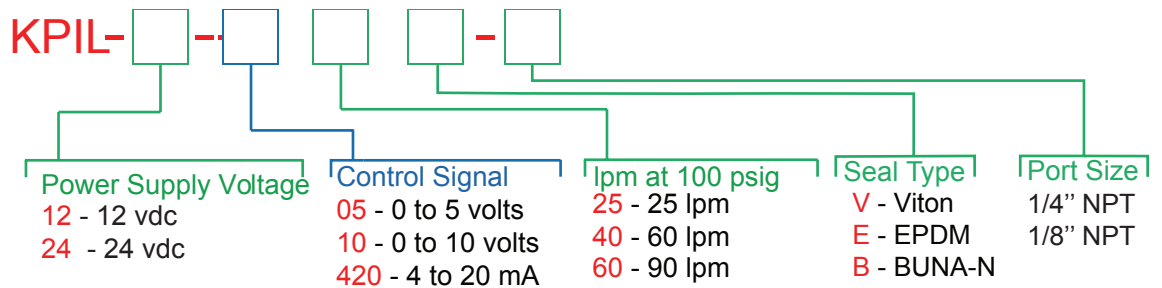 KPIL- - -
Power Supply Voltage
12 - 12 vdc
24 - 24 vdc
Control Signal
05 - 0 to 5 volts
10 - 0 to 10 volts
420 - 4 to 20 mA
lpm at 100 psig
25 - 25 lpm
40 - 60 lpm
60 - 90 lpm
Seal Type
V - Viton
E - EPDM
B - BUNA-N
Port Size
1/4’’ NPT
1/8’’ NPT